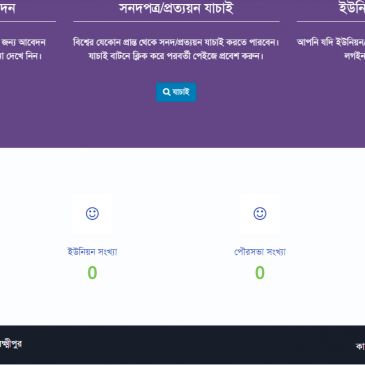 দন
সনদপত্র/প্রত্যয়ন যাচাই
ইউনি
জন্য আবেদন
দেখে নিন।
বিশ্বের যেকোন প্রান্ত থেকে সনদ/প্রত্যয়ন যাচাই করতে পারবেন।
যাচাই বাটনে ক্লিক করে পরবর্তী পেইজে প্রবেশ করুন।
আপনি যদি ইউনিয়ন/
লগইন
যাচাই
ইউনিয়ন সংখ্যা
0
পৌরসভা সংখ্যা
0
ক্ষ্মীপুর
কা